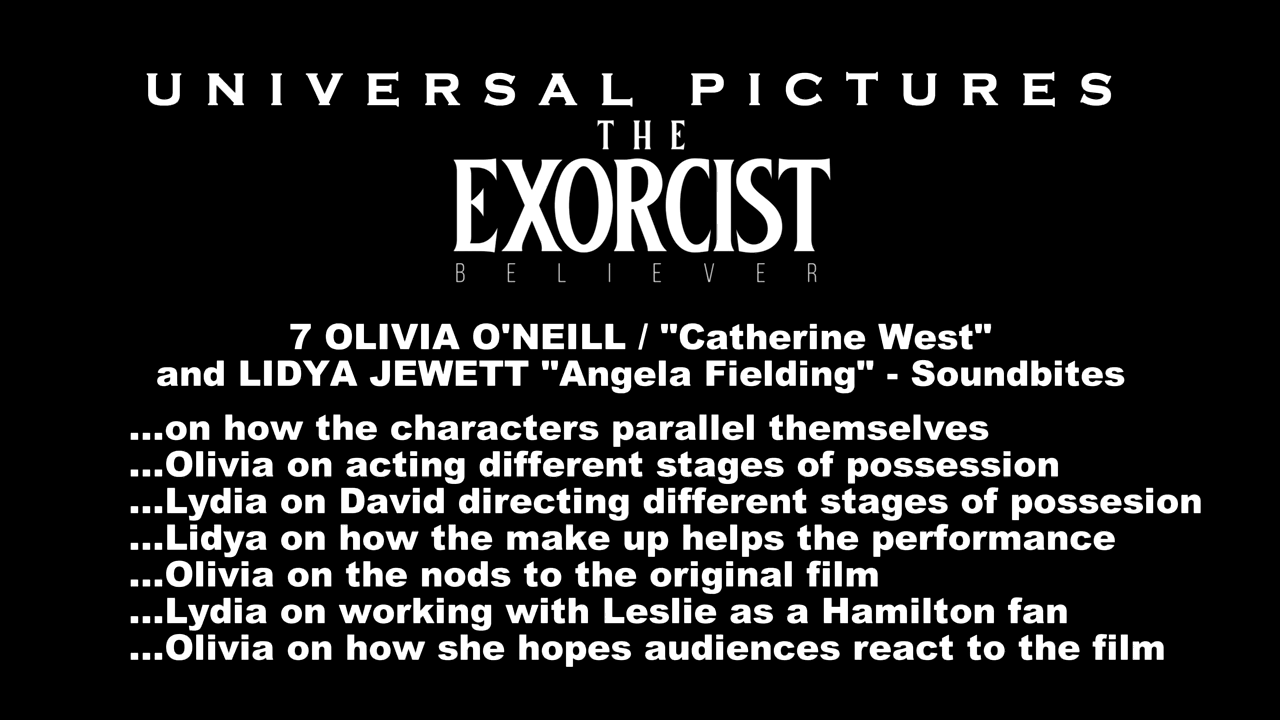 UNIVERSAL PICTURES
THE
EXORCIST
BELIEVER
7 OLIVIA O'NEILL / "Catherine West"
and LIDYA JEWETT "Angela Fielding" - Soundbites
...on how the characters parallel themselves
...Olivia on acting different stages of possession
...Lydia on David directing different stages of possesion
...Lidya on how the make up helps the performance
...Olivia on the nods to the original film
...Lydia on working with Leslie as a Hamilton fan
...Olivia on how she hopes audiences react to the film